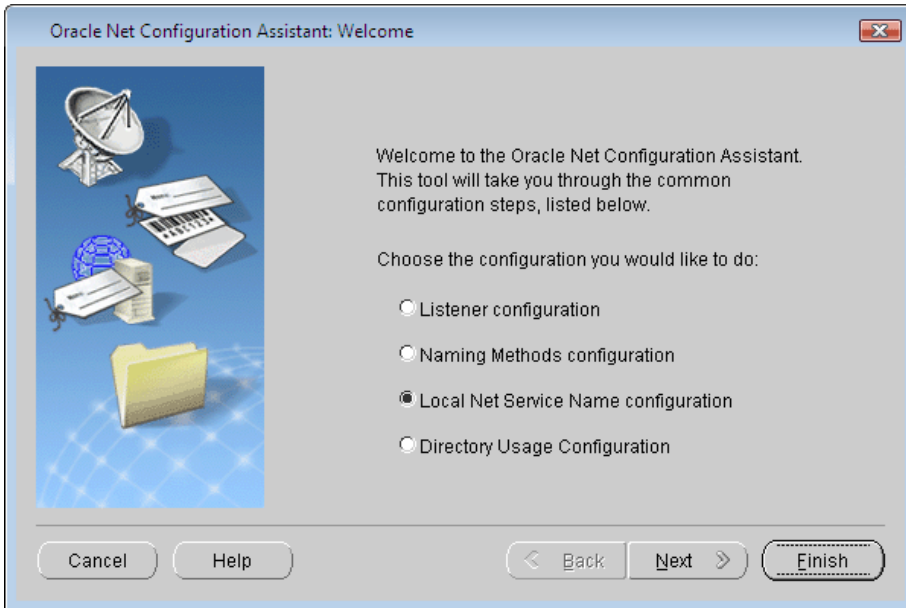 Oracle Net Configuration Assistant: Welcome
Welcome to the Oracle Net Configuration Assistant.
This tool will take you through the common
configuration steps, listed below.
Choose the configuration you would like to do:
Listener configuration
Naming Methods configuration
Local Net Service Name configuration
Directory Usage Configuration
Cancel
Help
Back
Next
Finish